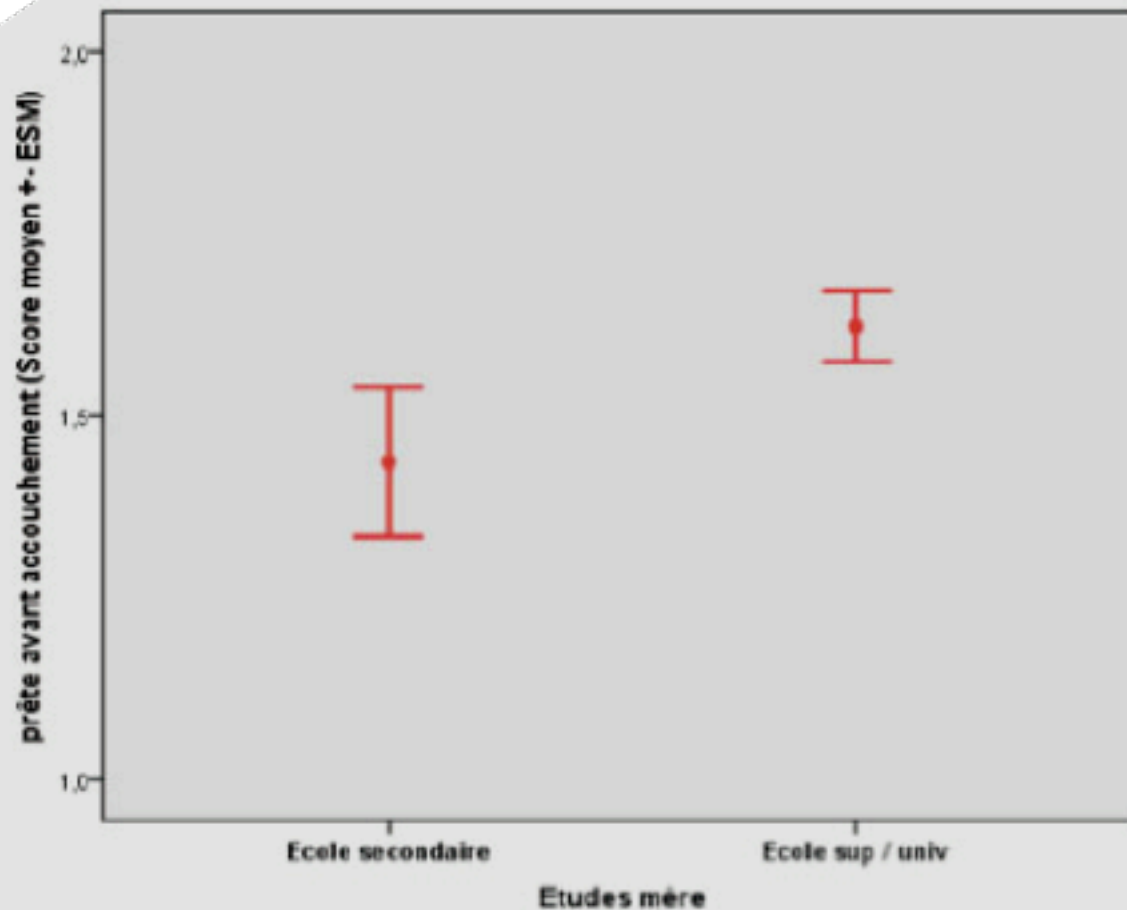 prête avant accouchement (Score moyen +- ESM)
2,0
1,5
1,0
Ecole secondaire
Ecole sup / univ
Etudes mère